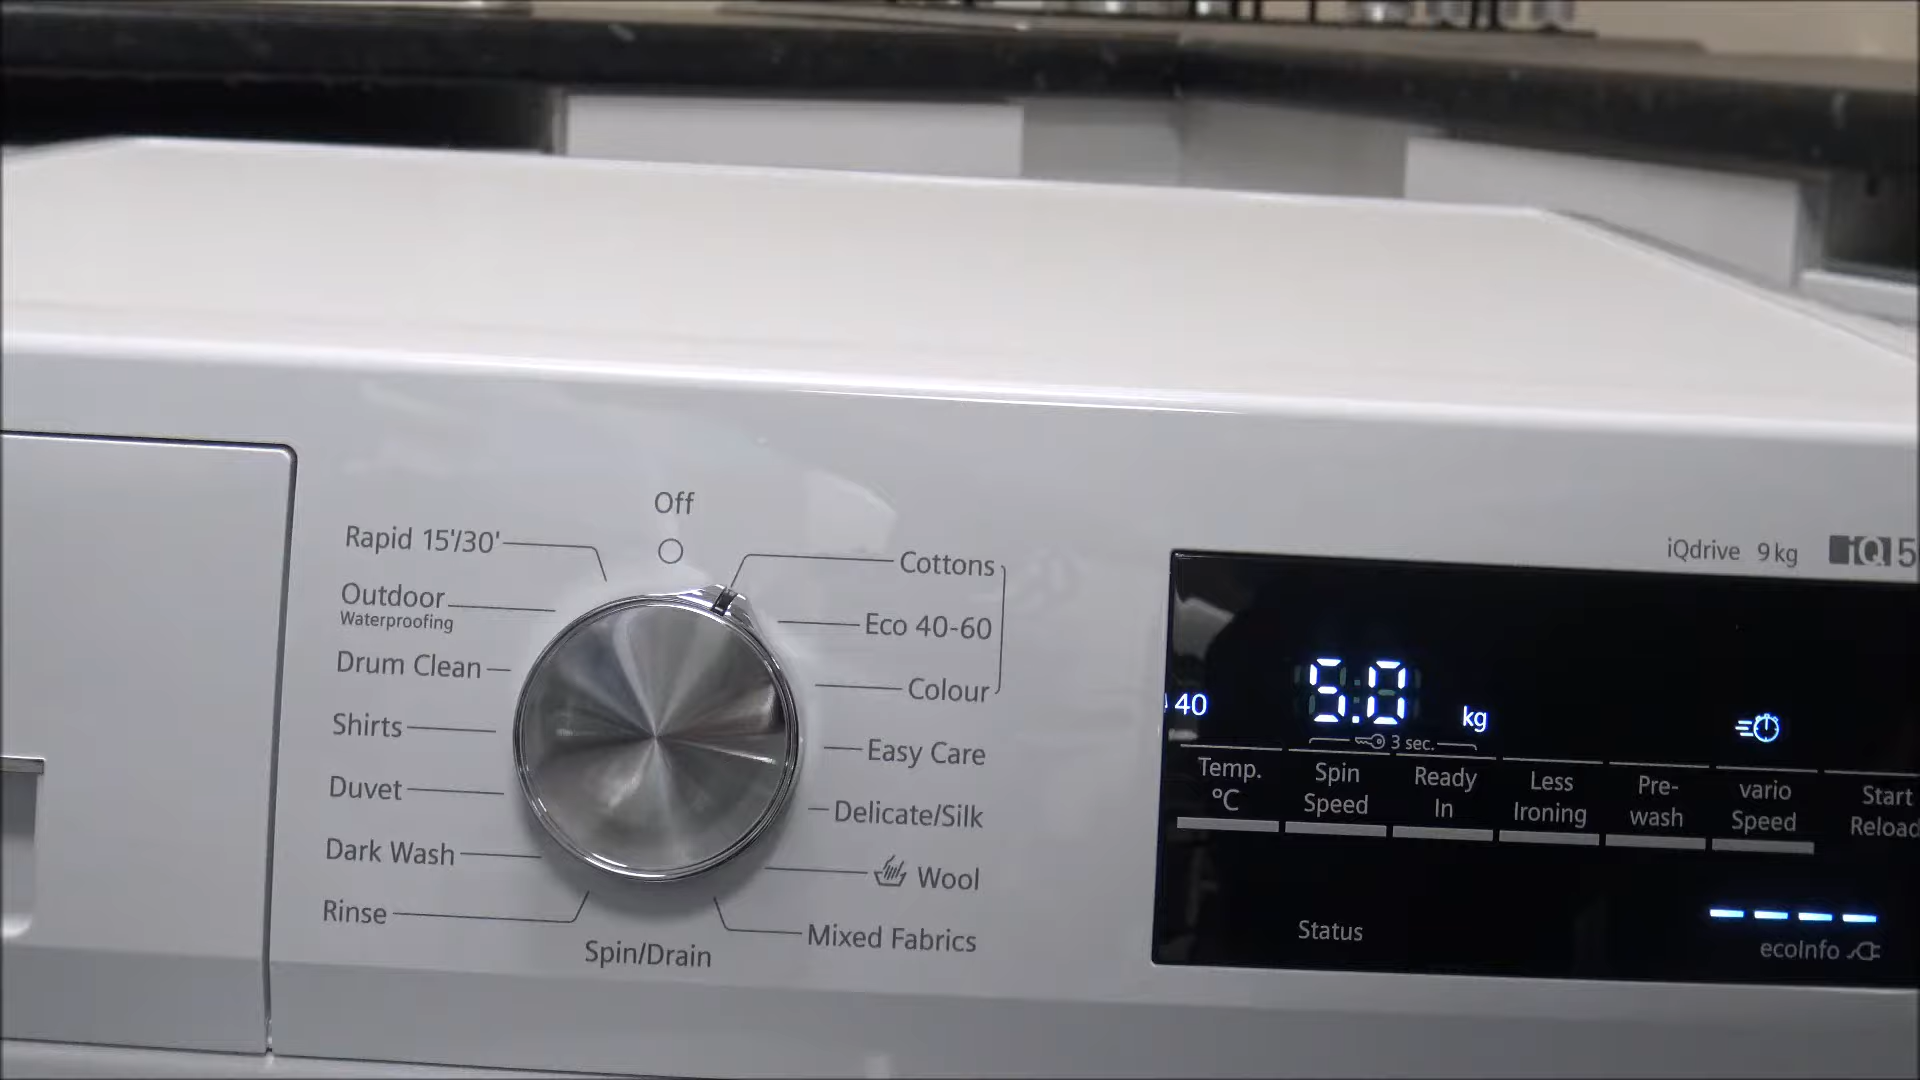 Off
Rapid 15'/30'
Outdoor
Waterproofing
Drum Clean
Shirts
Duvet
Dark Wash
Rinse
Spin/Drain
Cottons
Eco 40-60
Colour
Easy Care
Delicate/Silk
Wool
Mixed Fabrics
iQdrive 9 kg iQ5
40
5.0 kg
3 sec.
Temp.
°C
Spin
Speed
Ready
In
Less
Ironing
Pre-
wash
vario
Speed
Start
Reload
Status
ecoInfo